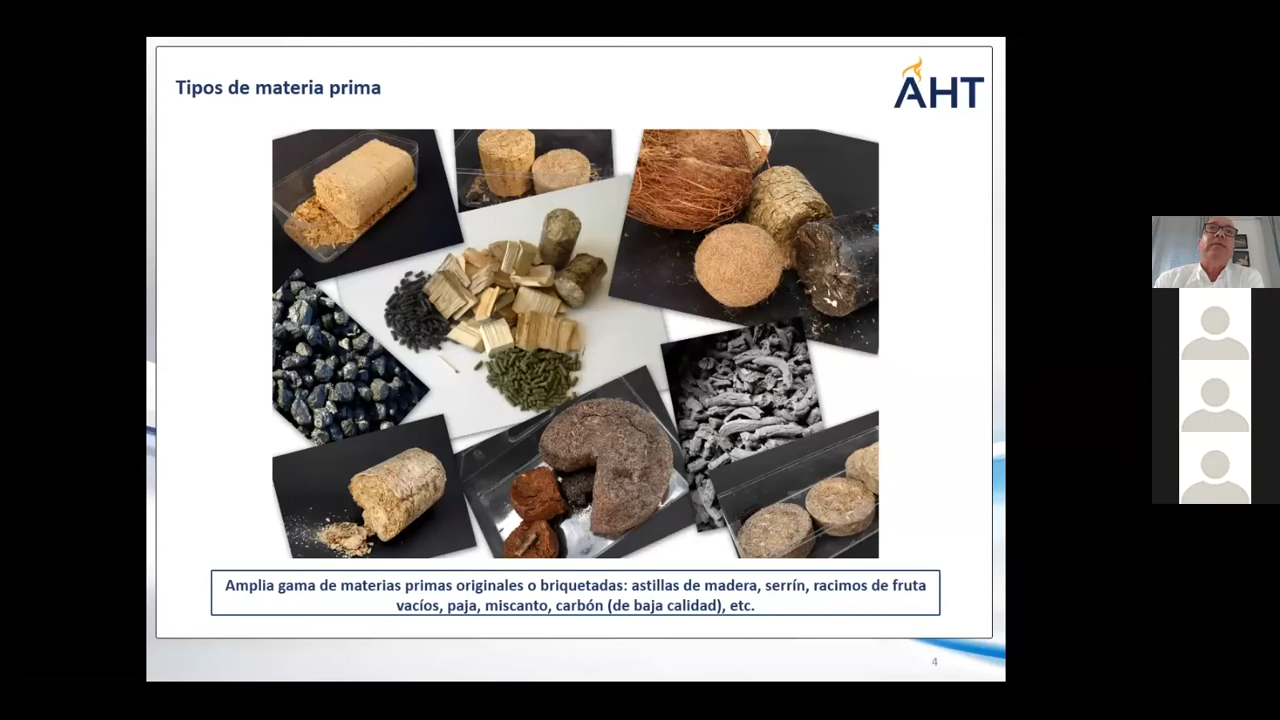 Tipos de materia prima
AHT
Amplia gama de materias primas originales o briquetadas: astillas de madera, serrín, racimos de fruta
vacíos, paja, miscanto, carbón (de baja calidad), etc.
4